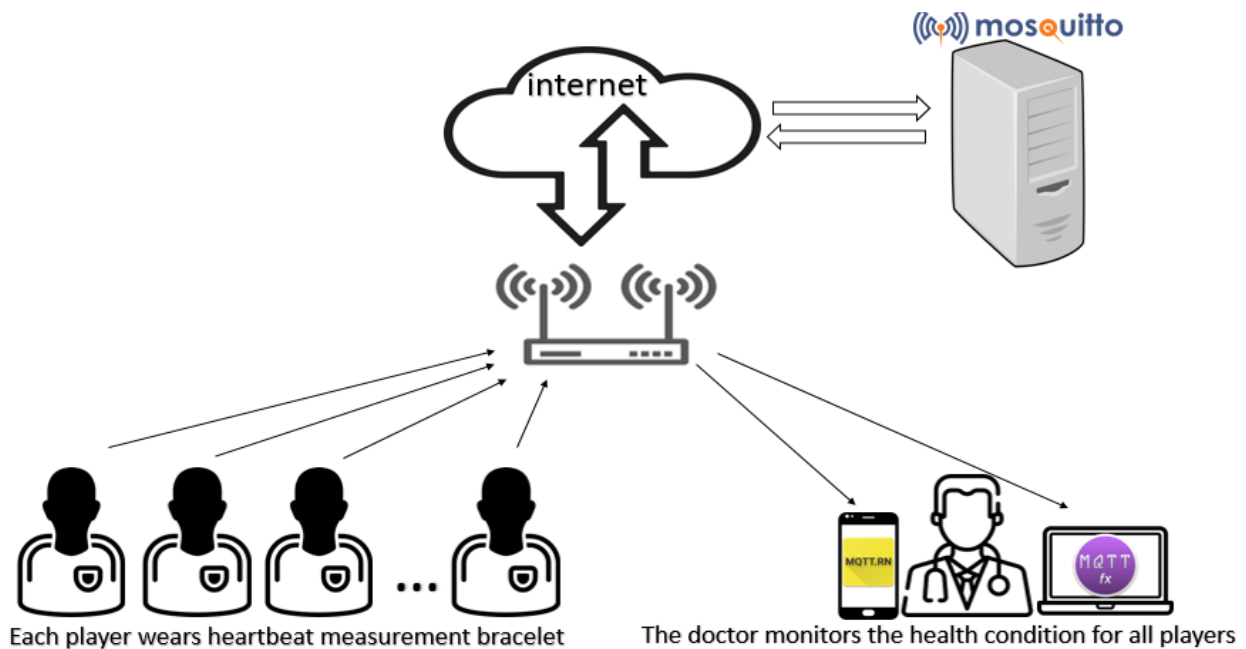 mosquitto
internet
MQTT.RN
MQTT
fx
...
Each player wears heartbeat measurement bracelet
The doctor monitors the health condition for all players